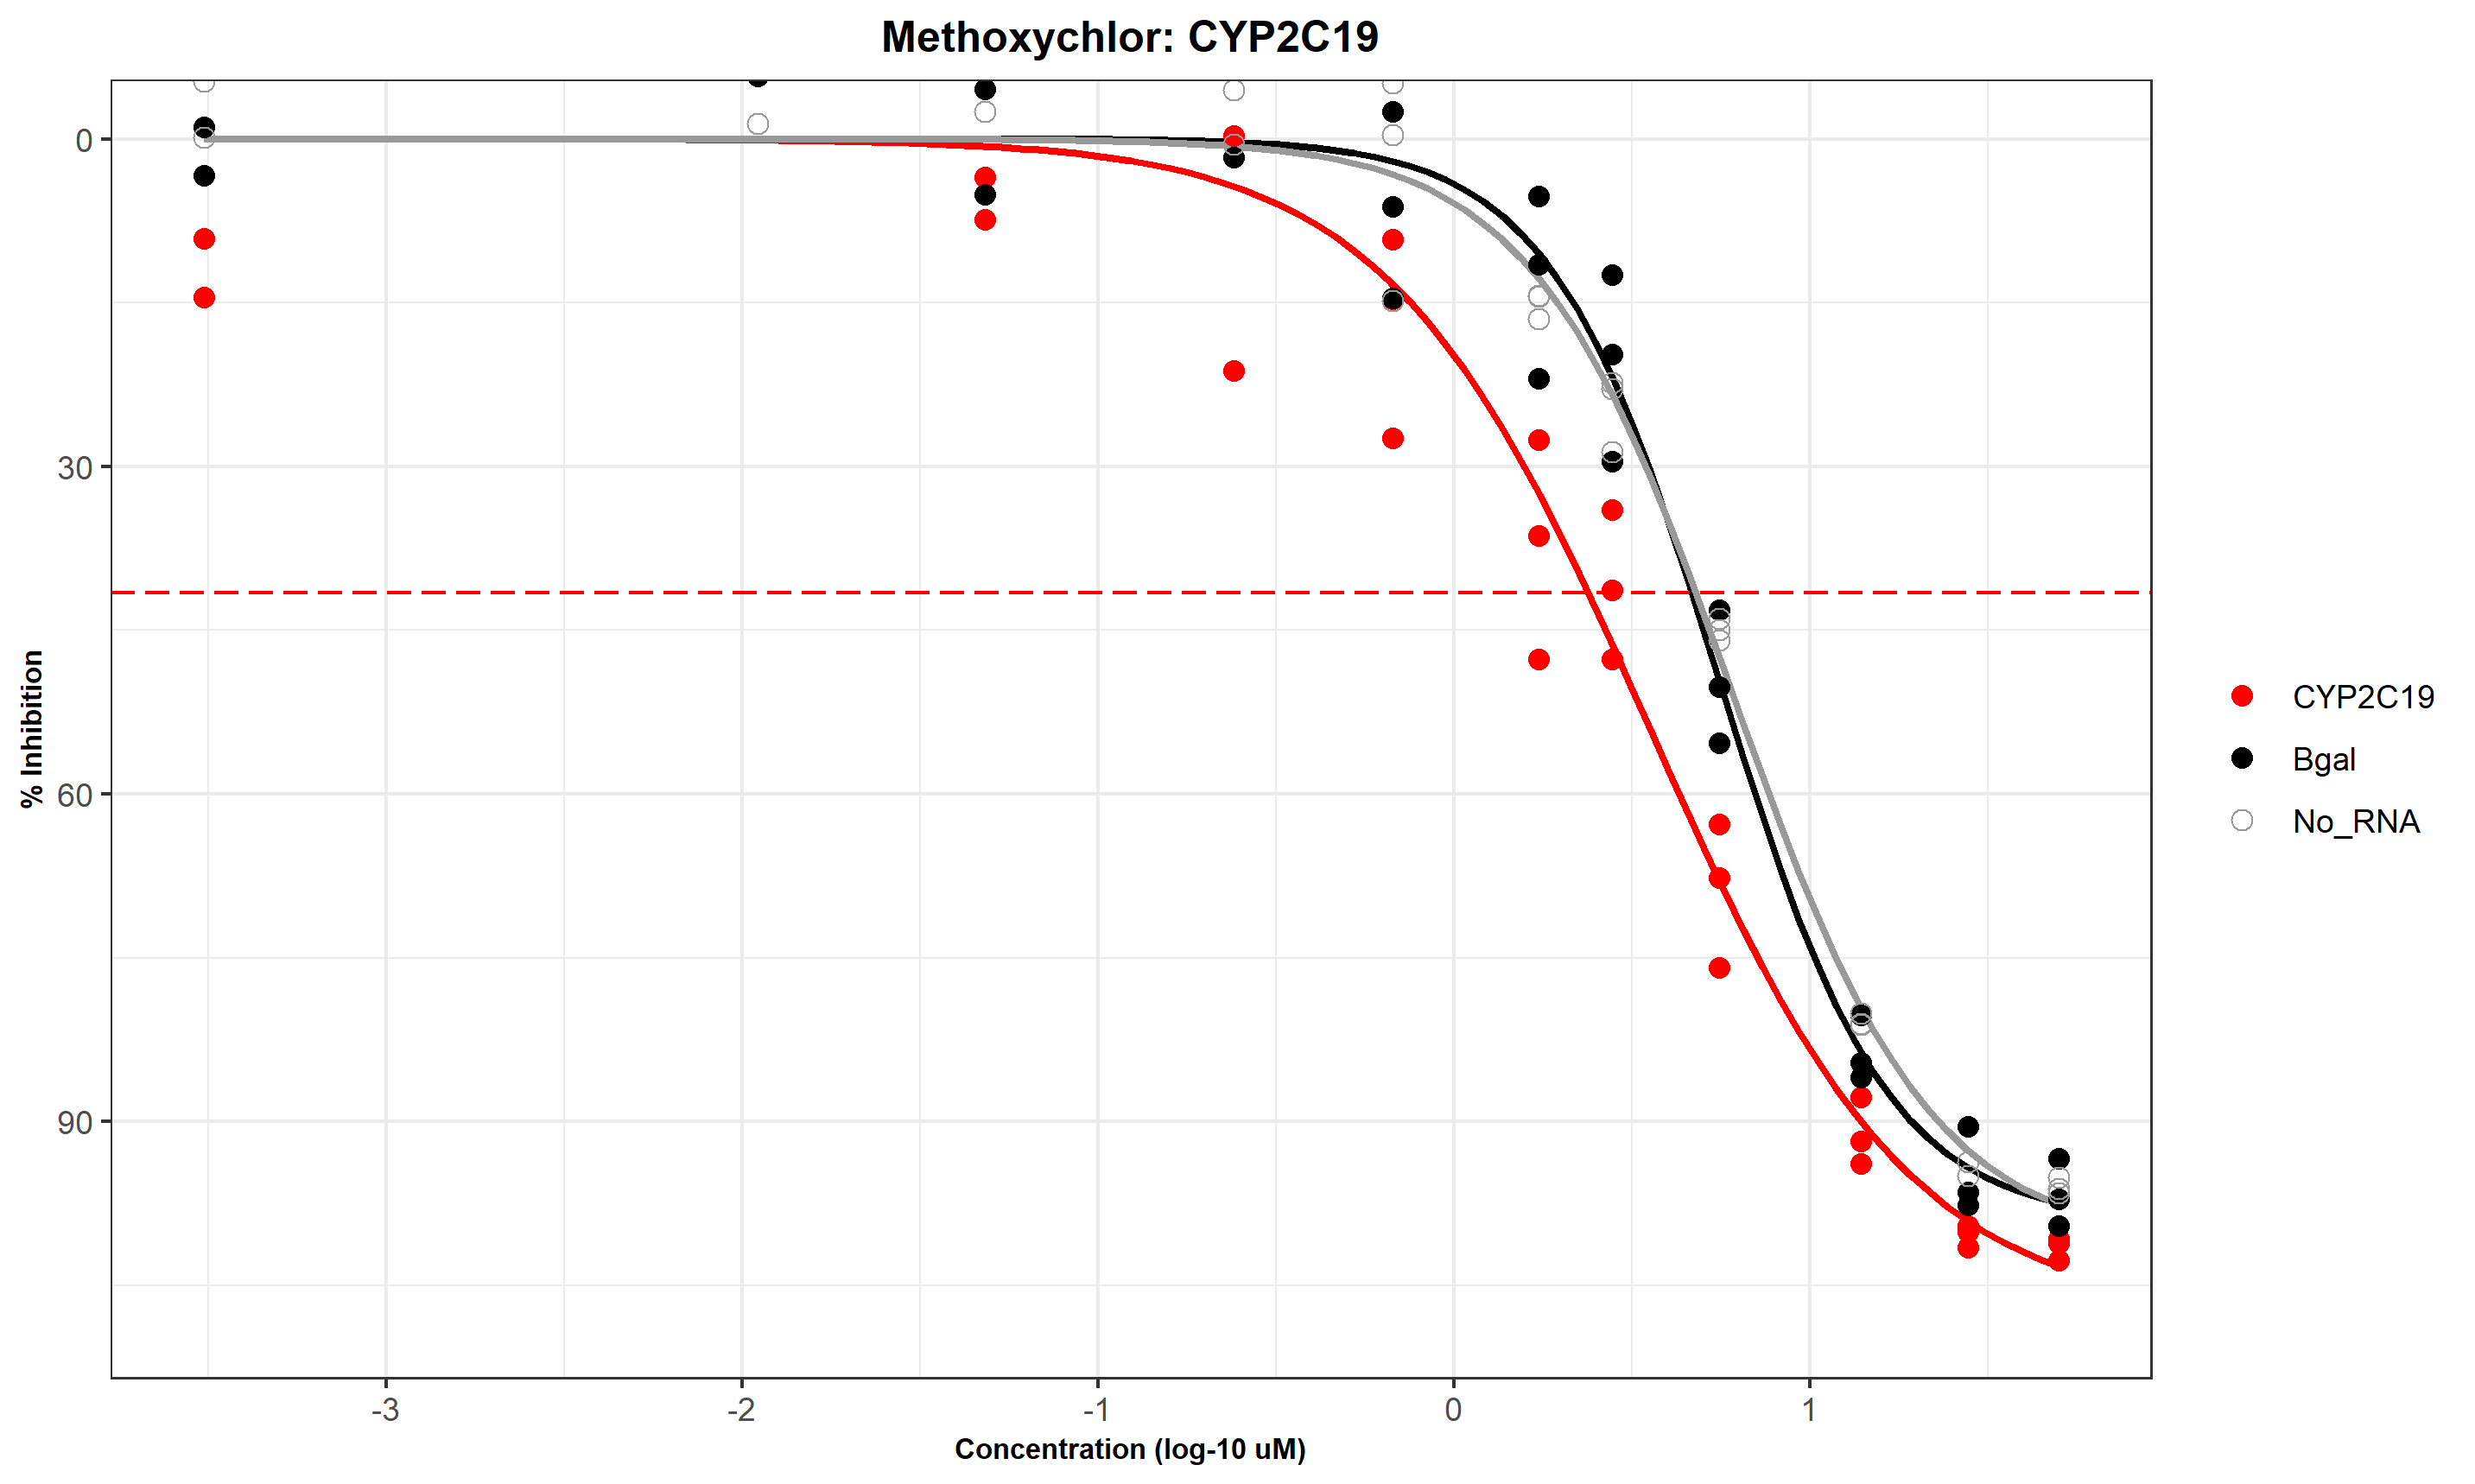 Methoxychlor: CYP2C19
0
30
60
90
% Inhibition
-3
-2
-1
0
1
Concentration (log-10 uM)
CYP2C19
Bgal
No_RNA